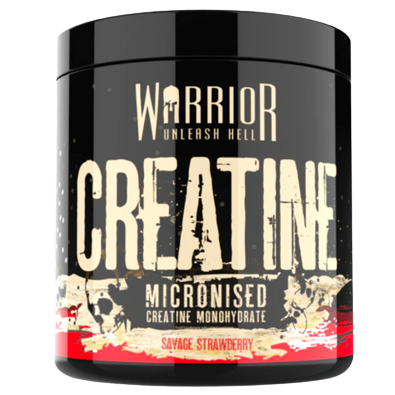 WARRIOR
UNLEASH HELL
CREATINE
MICRONISED
CREATINE MONOHYDRATE
SAVAGE STRAWBERRY